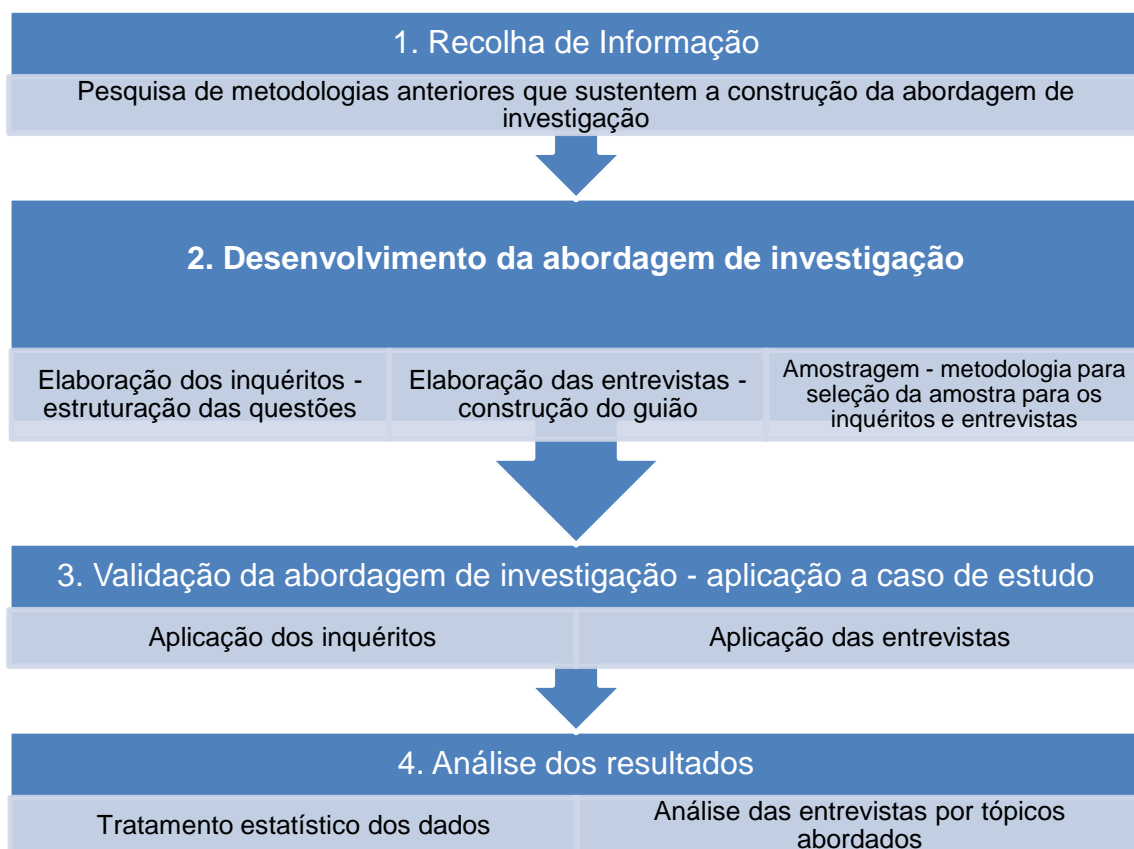 1. Recolha de Informação
Pesquisa de metodologias anteriores que sustentem a construção da abordagem de
investigação
2. Desenvolvimento da abordagem de investigação
Elaboração dos inquéritos -
estruturação das questões
Elaboração das entrevistas -
construção do guião
Amostragem - metodologia para
seleção da amostra para os
inquéritos e entrevistas
3. Validação da abordagem de investigação - aplicação a caso de estudo
Aplicação dos inquéritos
Aplicação das entrevistas
4. Análise dos resultados
Tratamento estatístico dos dados
Análise das entrevistas por tópicos
abordados